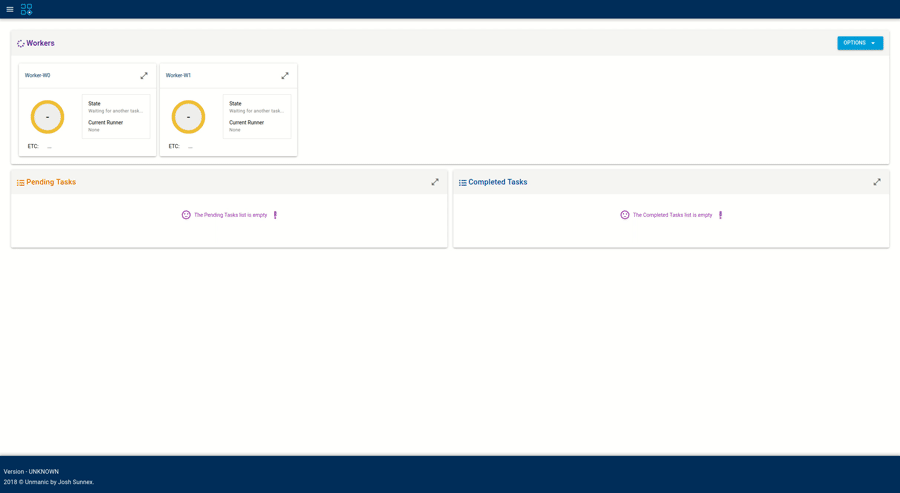 Workers
OPTIONS
Worker-W0
-
State
Waiting for another task...
Current Runner
None
ETC: ...
Worker-W1
-
State
Waiting for another task...
Current Runner
None
ETC: ...
Pending Tasks
The Pending Tasks list is empty
Completed Tasks
The Completed Tasks list is empty
Version - UNKNOWN
2018 © Unmanic by Josh Sunnex.